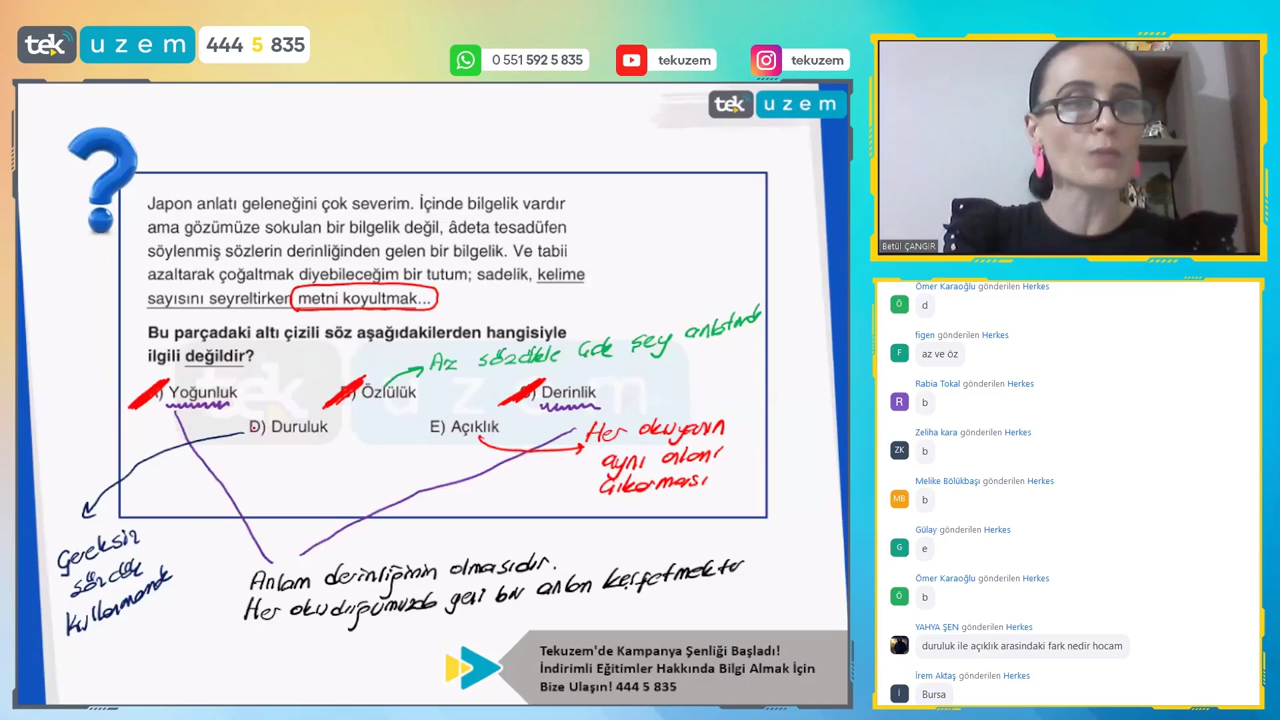 tek uzem 444 5 835
0 551 592 5 835
tekuzem
tekuzem
tek uzem
Japon anlatı geleneğini çok severim. İçinde bilgelik vardır
ama gözümüze sokulan bir bilgelik değil, âdeta tesadüfen
söylenmiş sözlerin derinliğinden gelen bir bilgelik. Ve tabii
azaltarak çoğaltmak diyebileceğim bir tutum; sadelik, kelime
sayısını seyreltirken metni koyultmak...
Bu parçadaki altı çizili söz aşağıdakilerden hangisiyle
ilgili değildir?
Az sözcükle çok şey anlatmak
Yoğunluk
B) Özlülük
C) Derinlik
D) Duruluk
E) Açıklık
Her okuyanın
aynı anlamı
çıkarması
Gereksiz
sözcük
kullanmamak
Anlam derinliğinin olmasıdır.
Her okuduğumuzda yeni bir anlam keşfetmektir
Tekuzem'de Kampanya Şenliği Başladı!
İndirimli Eğitimler Hakkında Bilgi Almak İçin
Bize Ulaşın! 444 5 835
Betül ÇANGIR
Ömer Karaoğlu gönderilen Herkes
Ö d
figen gönderilen Herkes
F az ve öz
Rabia Tokal gönderilen Herkes
R b
Zeliha kara gönderilen Herkes
ZK b
Melike Bölükbaşı gönderilen Herkes
MB b
Gülay gönderilen Herkes
G e
Ömer Karaoğlu gönderilen Herkes
Ö b
YAHYA ŞEN gönderilen Herkes
duruluk ile açıklık arasindaki fark nedir hocam
İrem Aktaş gönderilen Herkes
İ Bursa